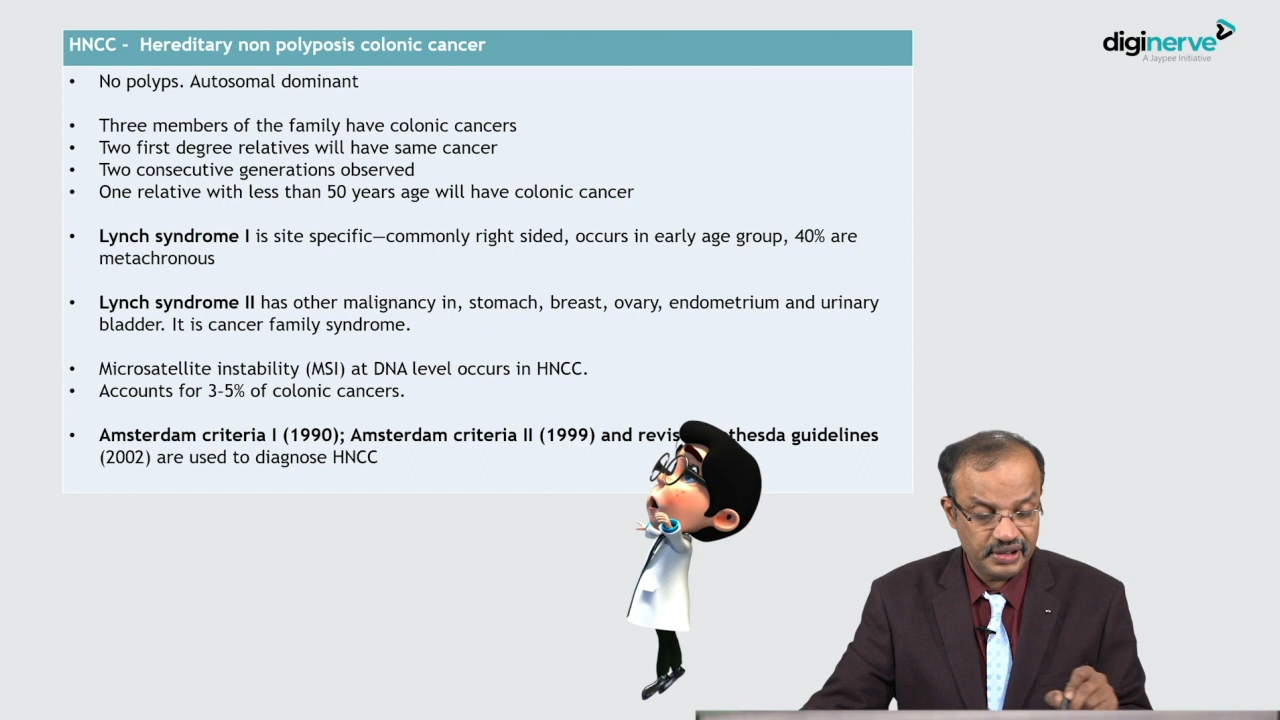 HNCC - Hereditary non polyposis colonic cancer
diginerve
A Jaypee Initiative
• No polyps. Autosomal dominant
• Three members of the family have colonic cancers
• Two first degree relatives will have same cancer
• Two consecutive generations observed
• One relative with less than 50 years age will have colonic cancer
• Lynch syndrome I is site specific—commonly right sided, occurs in early age group, 40% are
metachronous
• Lynch syndrome II has other malignancy in, stomach, breast, ovary, endometrium and urinary
bladder. It is cancer family syndrome.
• Microsatellite instability (MSI) at DNA level occurs in HNCC.
• Accounts for 3-5% of colonic cancers.
• Amsterdam criteria I (1990); Amsterdam criteria II (1999) and guidelines
(2002) are used to diagnose HNCC